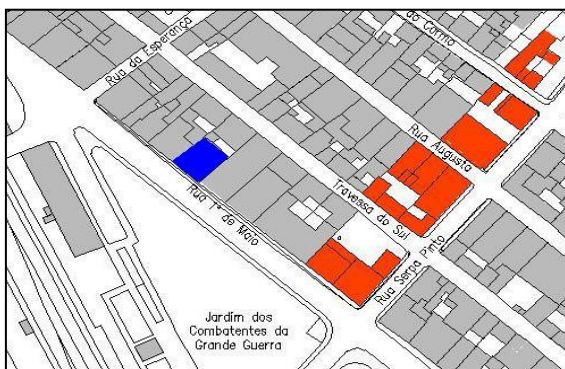 Rua da Esperança
do Carmo
Rua Augusta
Travessa do Sul
Rua 1º de Maio
Rua Serpa Pinto
Jardim dos
Combatentes da
Grande Guerra